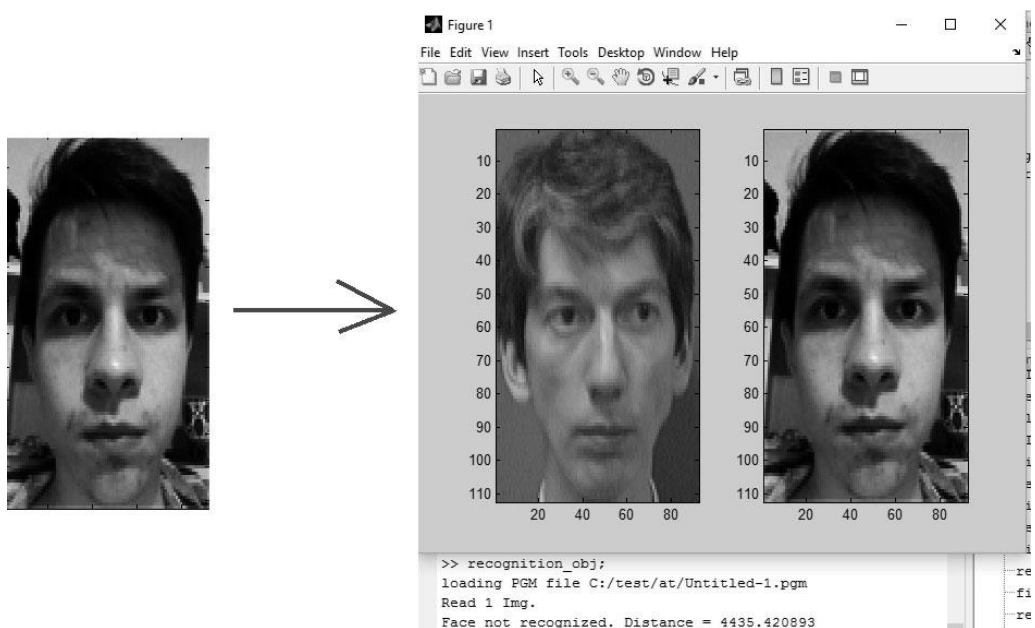 Figure 1
File Edit View Insert Tools Desktop Window Help
10
20
30
40
50
60
70
80
90
100
110
20 40 60 80
10
20
30
40
50
60
70
80
90
100
110
20 40 60 80
>> recognition_obj;
loading PGM file C:/test/at/Untitled-1.pgm
Read 1 Img.
Face not recognized. Distance = 4435.420893
re
fi
re